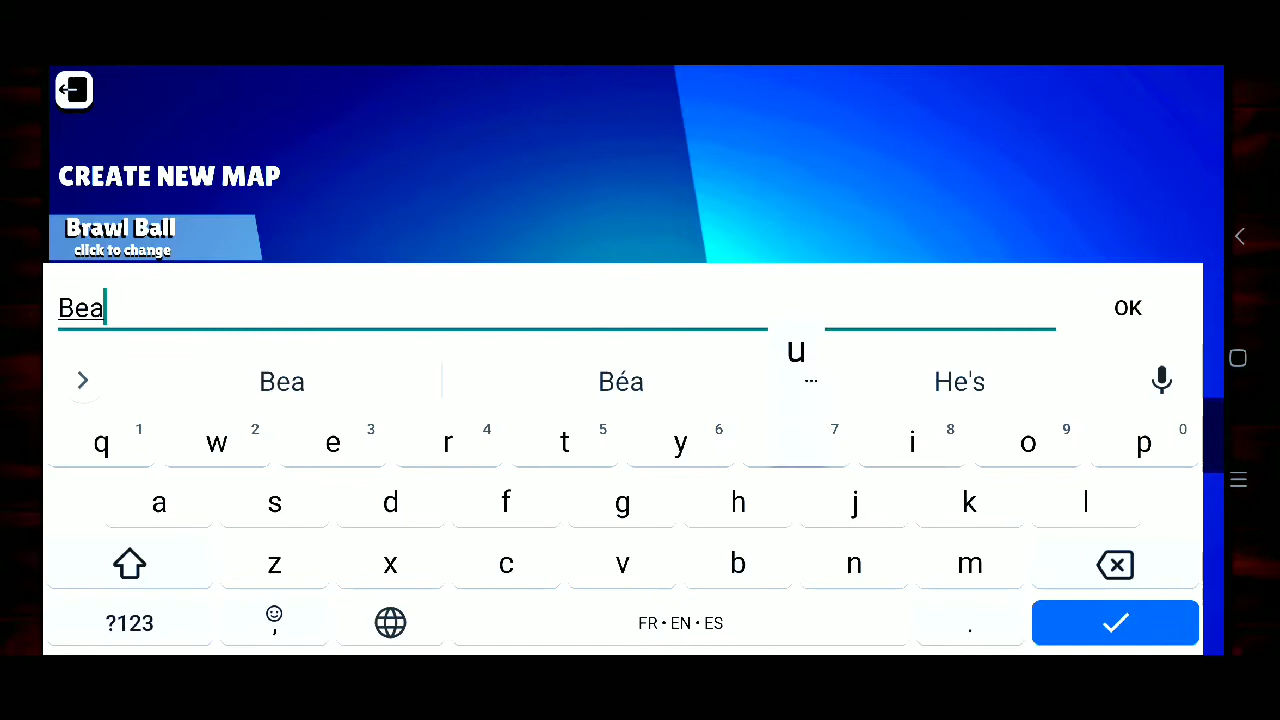 CREATE NEW MAP
Brawl Ball
click to change
Bea
OK
u
...
Bea Béa He's
q 1 w 2 e 3 r 4 t 5 y 6 7 i 8 o 9 p 0
a s d f g h j k l
z x c v b n m
?123 , FR • EN • ES .